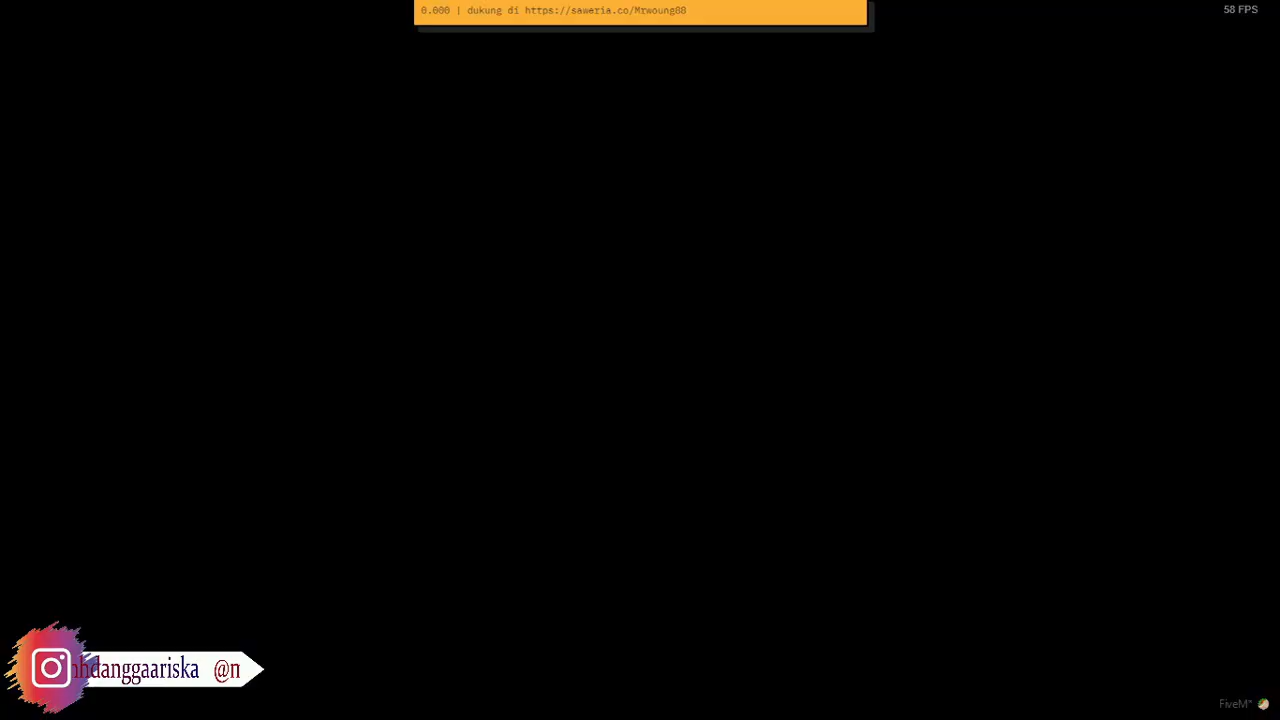 0.000 | dukung di https://saweria.co/Mrwoung88
58 FPS
hdanggaariska @n
FiveM